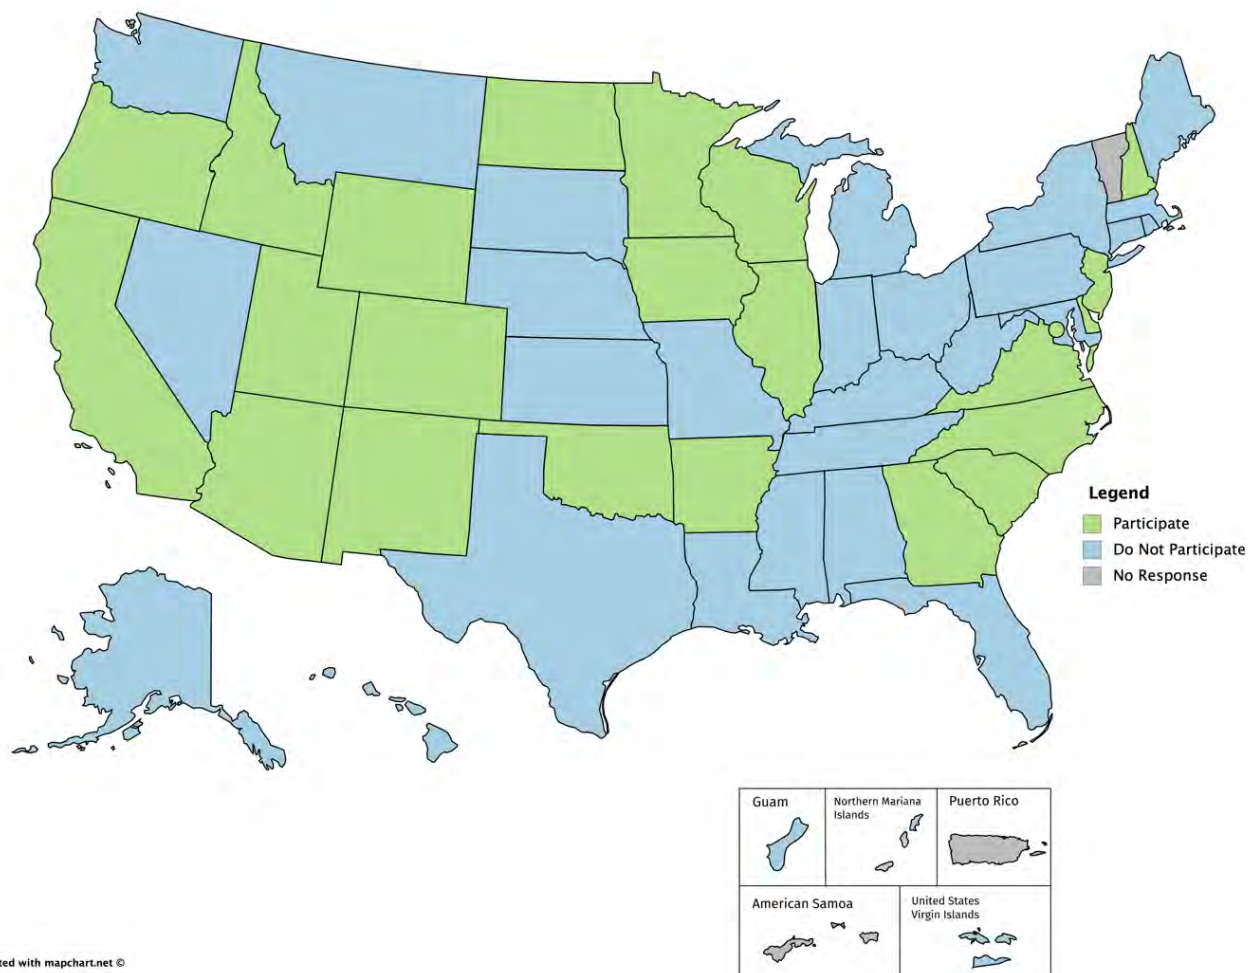 Legend
Participate
Do Not Participate
No Response
Guam
Northern Mariana
Islands
Puerto Rico
American Samoa
United States
Virgin Islands
ted with mapchart.net ©